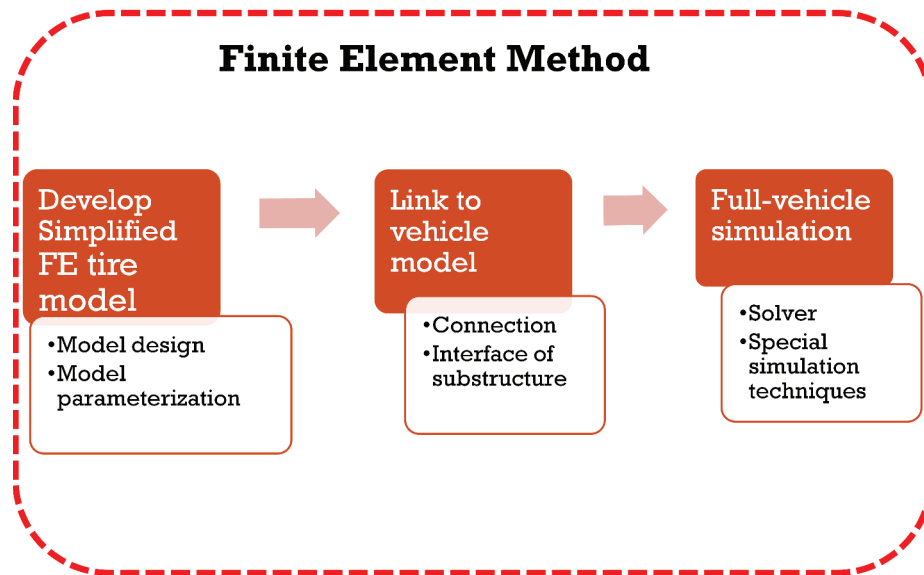 Finite Element Method
Develop
Simplified
FE tire
model
•Model design
•Model
parameterization
Link to
vehicle
model
•Connection
•Interface of
substructure
Full-vehicle
simulation
•Solver
•Special
simulation
techniques